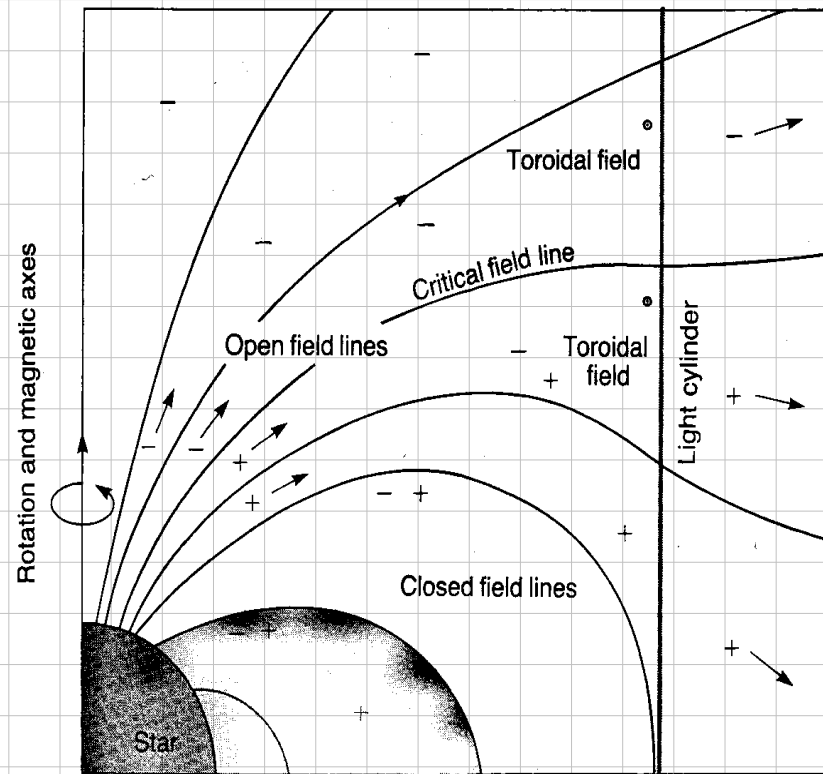 Toroidal field
Critical field line
Open field lines
Toroidal
field
Light cylinder
Rotation and magnetic axes
Closed field lines
Star